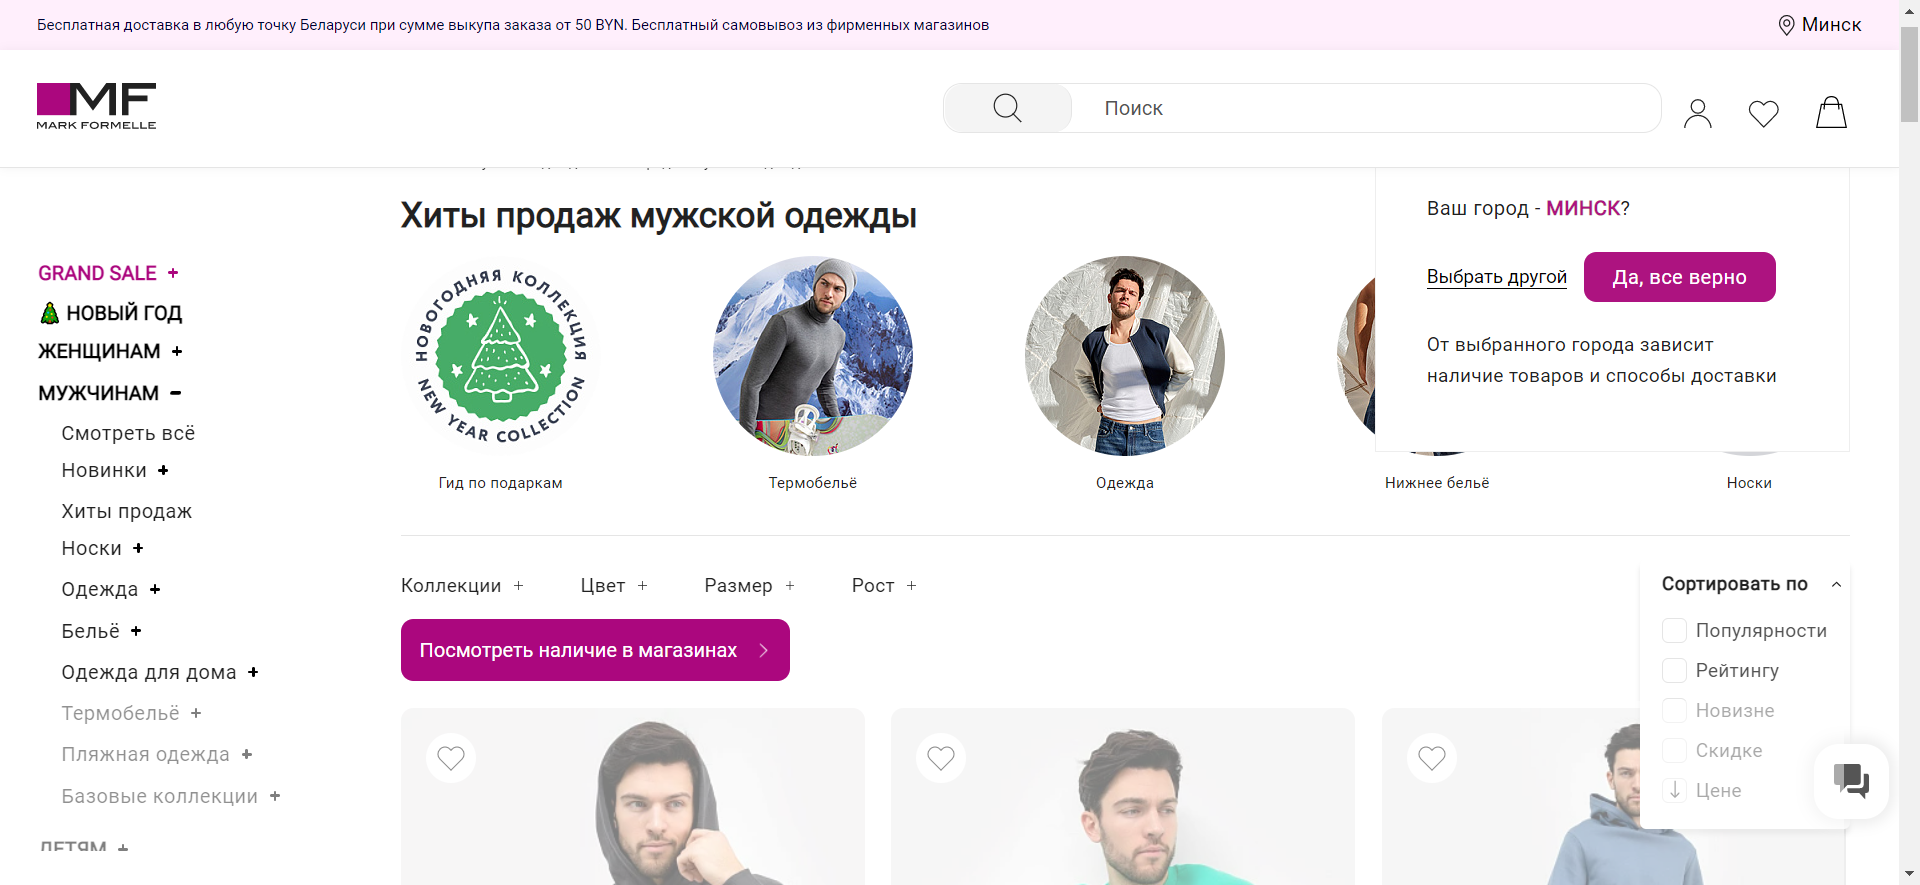 Бесплатная доставка в любую точку Беларуси при сумме выкупа заказа от 50 BYN. Бесплатный самовывоз из фирменных магазинов
Минск
MF
MARK FORMELLE
Поиск
Хиты продаж мужской одежды
Ваш город - МИНСК?
Выбрать другой
Да, все верно
От выбранного города зависит
наличие товаров и способы доставки
GRAND SALE +
НОВЫЙ ГОД
ЖЕНЩИНАМ +
МУЖЧИНАМ -
Смотреть всё
Новинки +
Хиты продаж
Носки +
Одежда +
Бельё +
Одежда для дома +
Термобельё +
Пляжная одежда +
Базовые коллекции +
ДЕТЯМ +
НОВОГОДНЯЯ КОЛЛЕКЦИЯ
NEW YEAR COLLECTION
Гид по подаркам
Термобельё
Одежда
Нижнее бельё
Носки
Коллекции +
Цвет +
Размер +
Рост +
Сортировать по
Популярности
Рейтингу
Новизне
Скидке
Цене
Посмотреть наличие в магазинах